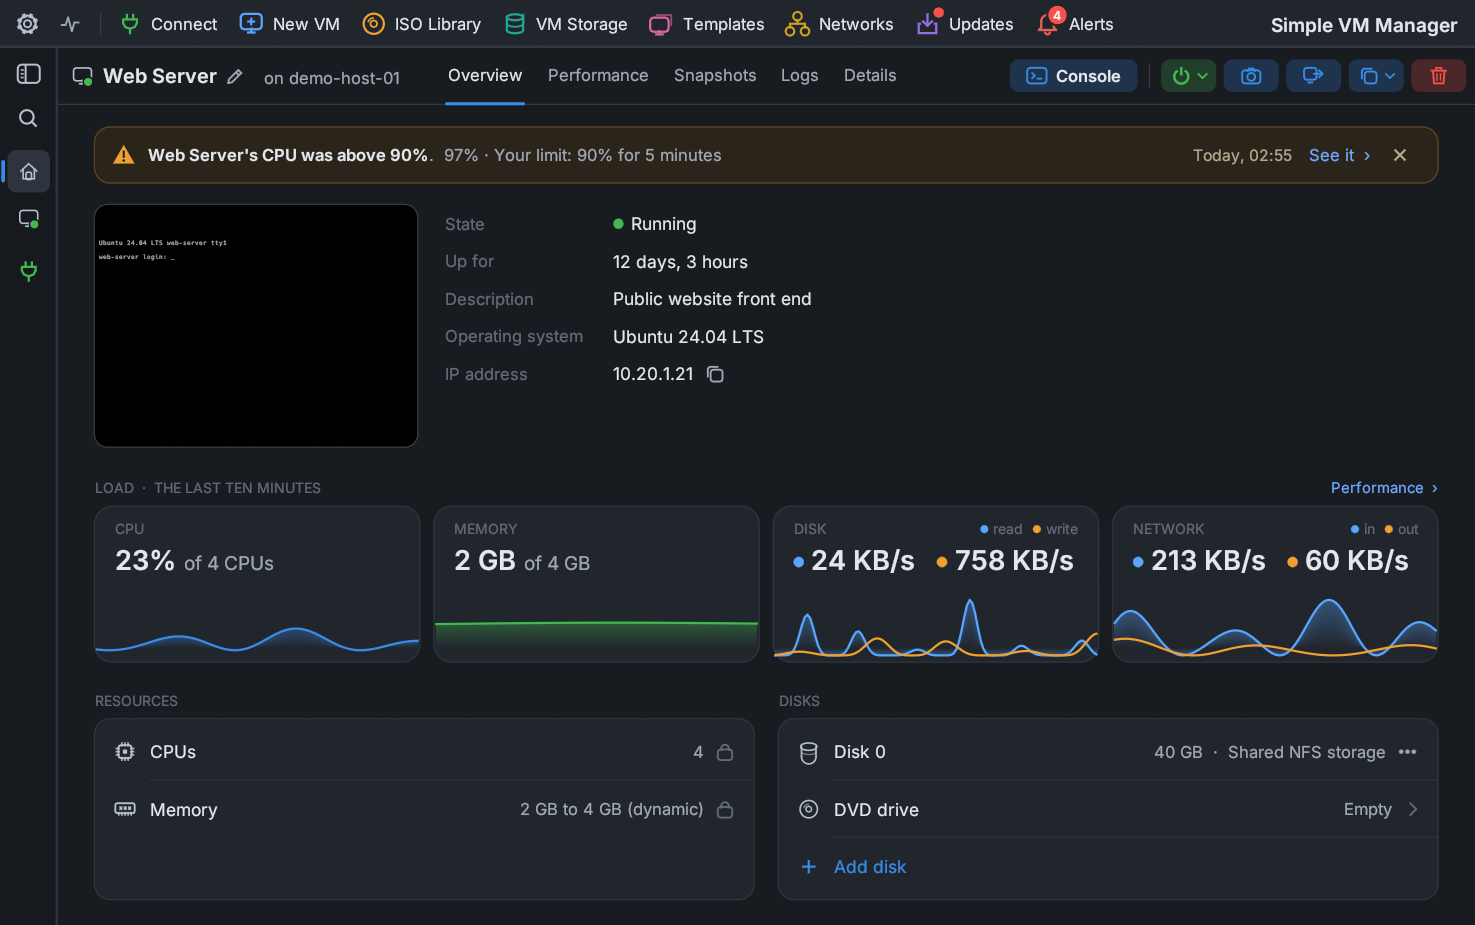 Connect New VM ISO Library VM Storage Templates Networks Updates 4 Alerts Simple VM Manager
Web Server on demo-host-01 Overview Performance Snapshots Logs Details Console
Web Server's CPU was above 90%. 97% · Your limit: 90% for 5 minutes Today, 02:55 See it ›
Ubuntu 24.04 LTS web-server tty1
web-server login: _
State Running
Up for 12 days, 3 hours
Description Public website front end
Operating system Ubuntu 24.04 LTS
IP address 10.20.1.21
LOAD · THE LAST TEN MINUTES Performance ›
CPU
23% of 4 CPUs
MEMORY
2 GB of 4 GB
DISK read write
24 KB/s 758 KB/s
NETWORK in out
213 KB/s 60 KB/s
RESOURCES
CPUs 4
Memory 2 GB to 4 GB (dynamic)
DISKS
Disk 0 40 GB · Shared NFS storage
DVD drive Empty
+ Add disk